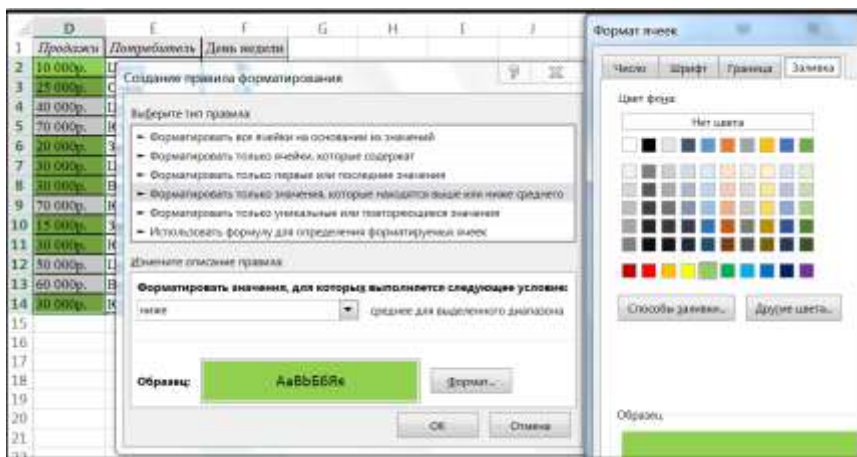 D E F G H I J
1 Продажи Потребитель День недели
2 10 000р. Ц
3 25 000р. С
4 40 000р. Ц
5 70 000р. Ю
6 20 000р. З
7 30 000р. Ц
8 30 000р. В
9 70 000р. Ю
10 15 000р. З
11 30 000р. Ю
12 50 000р. Ц
13 60 000р. В
14 30 000р. Ю
15
16
17
18
19
20
21
Создание правила форматирования
Выберите тип правила:
► Форматировать все ячейки на основании их значений
► Форматировать только ячейки, которые содержат
► Форматировать только первые или последние значения
► Форматировать только значения, которые находятся выше или ниже среднего
► Форматировать только уникальные или повторяющиеся значения
► Использовать формулу для определения форматируемых ячеек
Измените описание правила:
Форматировать значения, для которых выполняется следующее условие:
ниже среднее для выделенного диапазона
Образец: АаВbБбЯя Формат...
ОК Отмена
Формат ячеек
Число Шрифт Граница Заливка
Цвет фона:
Нет цвета
Способы заливки... Другие цвета...
Образец